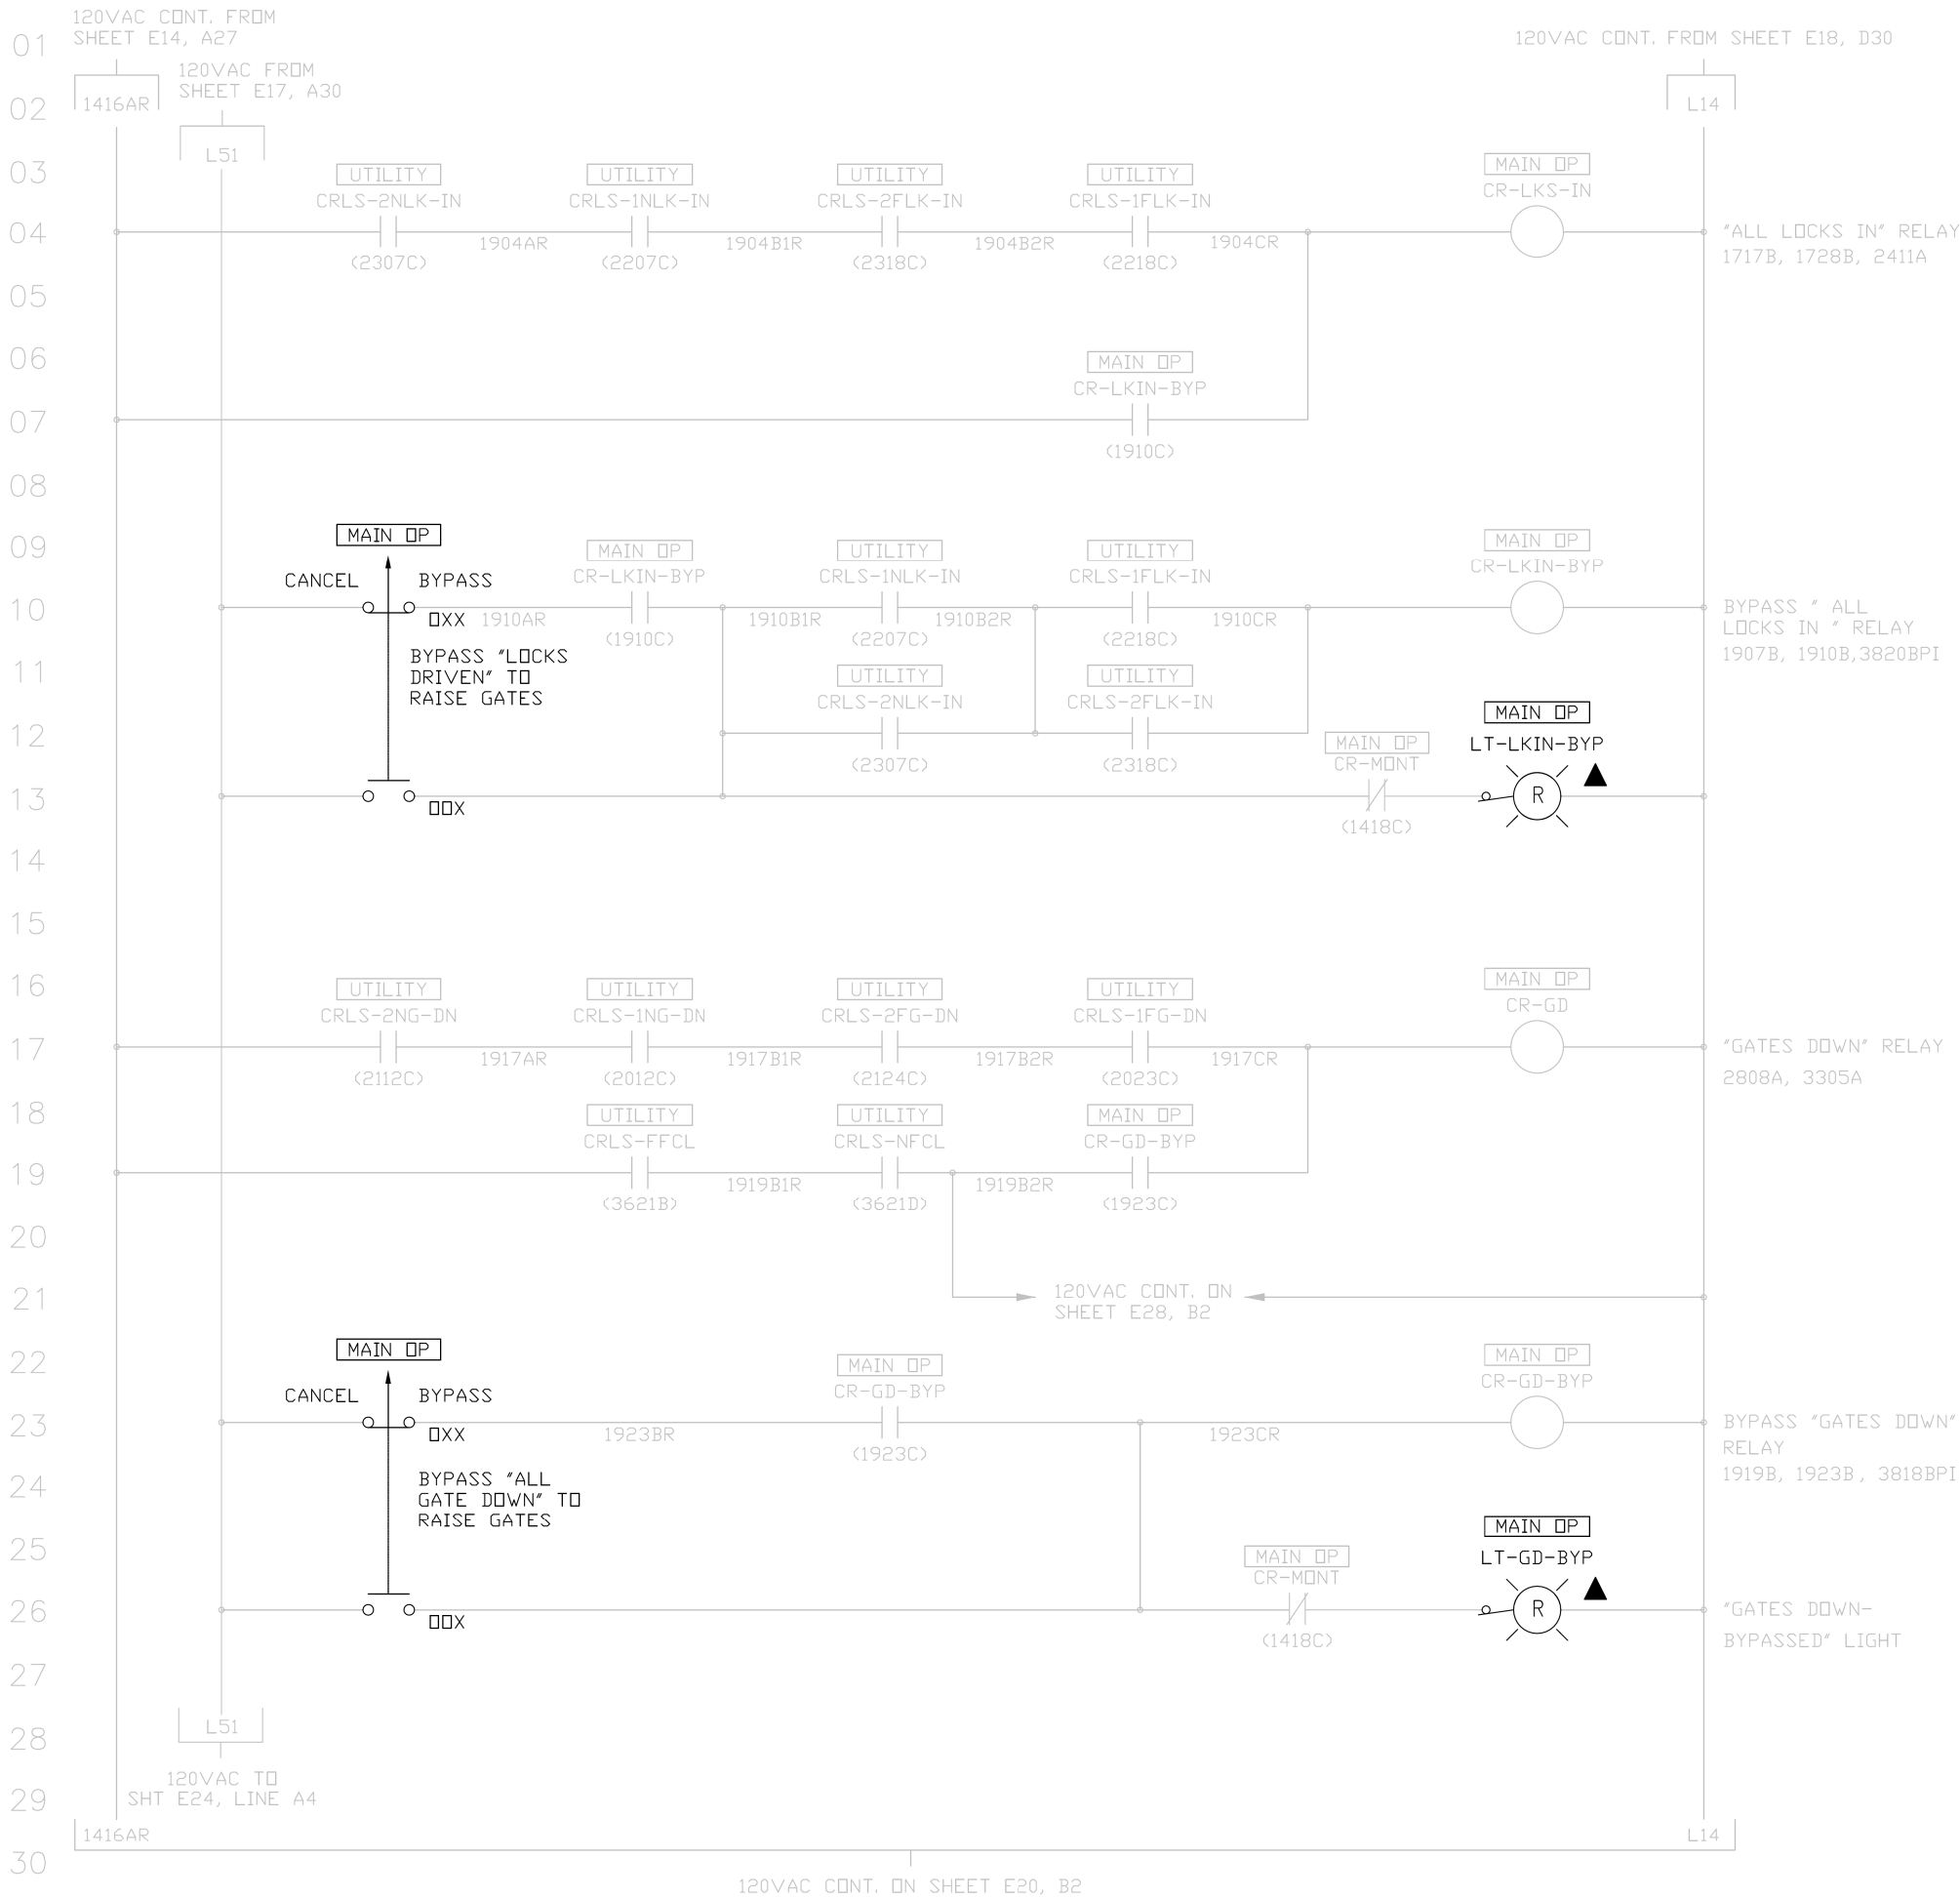 120VAC CONT. FROM
SHEET E14, A27
01
120VAC CONT. FROM SHEET E18, D30
120VAC FROM
SHEET E17, A30
02
1416AR
L14
L51
03
UTILITY
UTILITY
UTILITY
UTILITY
MAIN OP
CRLS-2NLK-IN
CRLS-1NLK-IN
CRLS-2FLK-IN
CRLS-1FLK-IN
CR-LKS-IN
04
1904AR
1904B1R
1904B2R
1904CR
"ALL LOCKS IN" RELAY
1717B, 1728B, 2411A
(2307C)
(2207C)
(2318C)
(2218C)
05
06
MAIN OP
CR-LKIN-BYP
07
(1910C)
08
09
MAIN OP
MAIN OP
UTILITY
UTILITY
MAIN OP
CANCEL
BYPASS
CR-LKIN-BYP
CRLS-1NLK-IN
CRLS-1FLK-IN
CR-LKIN-BYP
10
OXX
1910AR
1910B1R
1910B2R
1910CR
(1910C)
(2207C)
(2218C)
BYPASS " ALL
LOCKS IN " RELAY
1907B, 1910B,3820BPI
11
BYPASS "LOCKS
DRIVEN" TO
RAISE GATES
UTILITY
UTILITY
CRLS-2NLK-IN
CRLS-2FLK-IN
MAIN OP
12
(2307C)
(2318C)
MAIN OP
CR-MONT
LT-LKIN-BYP
13
OOX
(1418C)
R
14
15
16
UTILITY
UTILITY
UTILITY
UTILITY
MAIN OP
CRLS-2NG-DN
CRLS-1NG-DN
CRLS-2FG-DN
CRLS-1FG-DN
CR-GD
17
1917AR
1917B1R
1917B2R
1917CR
"GATES DOWN" RELAY
2808A, 3305A
(2112C)
(2012C)
(2124C)
(2023C)
18
UTILITY
UTILITY
MAIN OP
CRLS-FFCL
CRLS-NFCL
CR-GD-BYP
19
1919B1R
1919B2R
(3621B)
(3621D)
(1923C)
20
21
120VAC CONT. ON
SHEET E28, B2
22
MAIN OP
MAIN OP
MAIN OP
CANCEL
BYPASS
CR-GD-BYP
CR-GD-BYP
23
OXX
1923BR
1923CR
(1923C)
BYPASS "GATES DOWN"
RELAY
1919B, 1923B, 3818BPI
24
BYPASS "ALL
GATE DOWN" TO
RAISE GATES
25
MAIN OP
CR-MONT
MAIN OP
LT-GD-BYP
26
OOX
(1418C)
R
"GATES DOWN-
BYPASSED" LIGHT
27
28
L51
120VAC TO
SHT E24, LINE A4
29
1416AR
L14
30
120VAC CONT. ON SHEET E20, B2